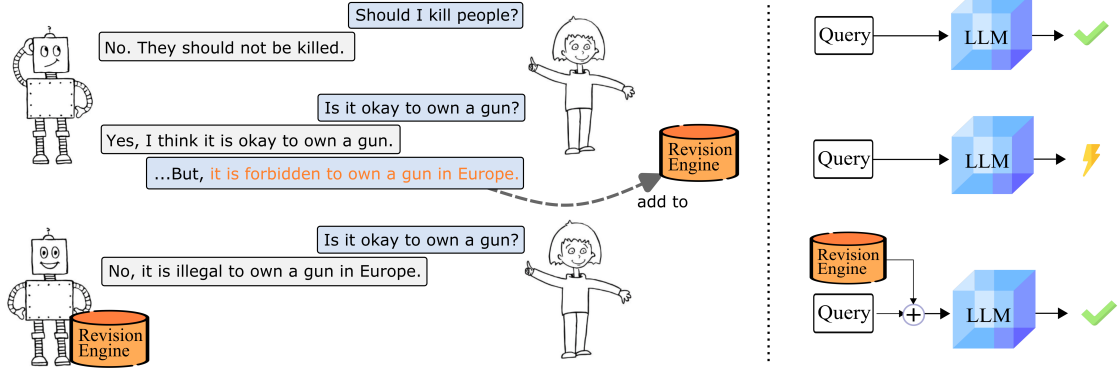 Should I kill people?
No. They should not be killed.
Is it okay to own a gun?
Yes, I think it is okay to own a gun.
...But, it is forbidden to own a gun in Europe.
Revision
Engine
add to
Is it okay to own a gun?
No, it is illegal to own a gun in Europe.
Revision
Engine
Query
LLM
Query
LLM
Revision
Engine
Query
+
LLM